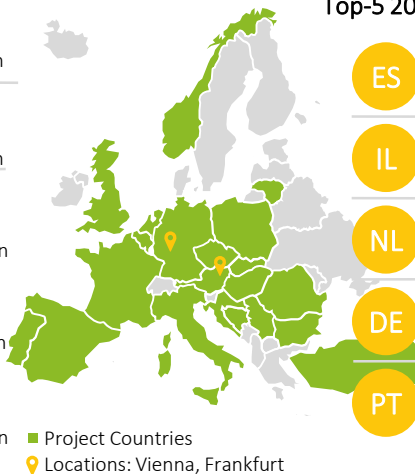 Top-5 20
n
ES
n
IL
n
NL
n
DE
n
PT
Project Countries
Locations: Vienna, Frankfurt